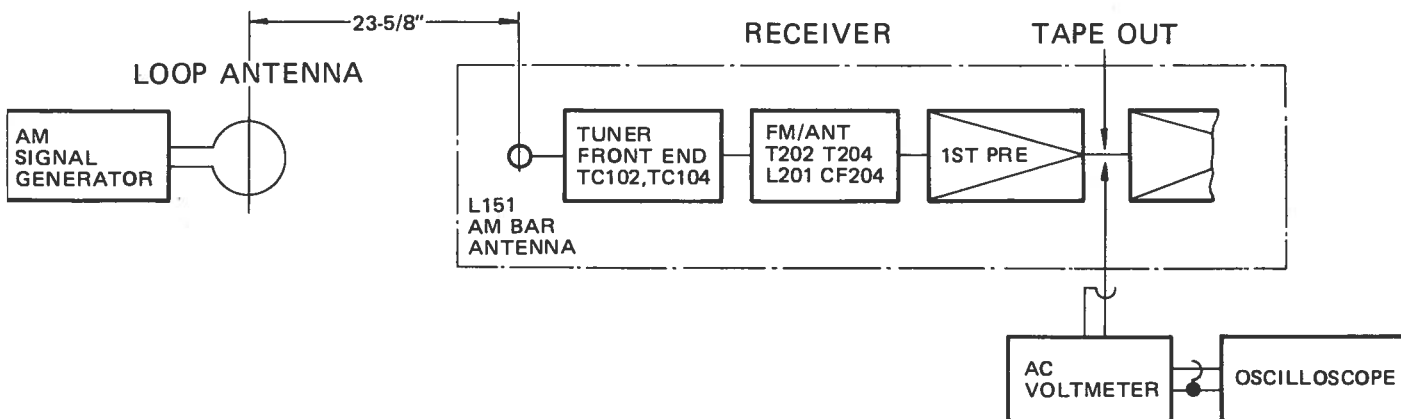 23-5/8"
RECEIVER
TAPE OUT
LOOP ANTENNA
AM
SIGNAL
GENERATOR
TUNER
FRONT END
TC102,TC104
FM/ANT
T202 T204
L201 CF204
1ST PRE
L151
AM BAR
ANTENNA
AC
VOLTMETER
OSCILLOSCOPE